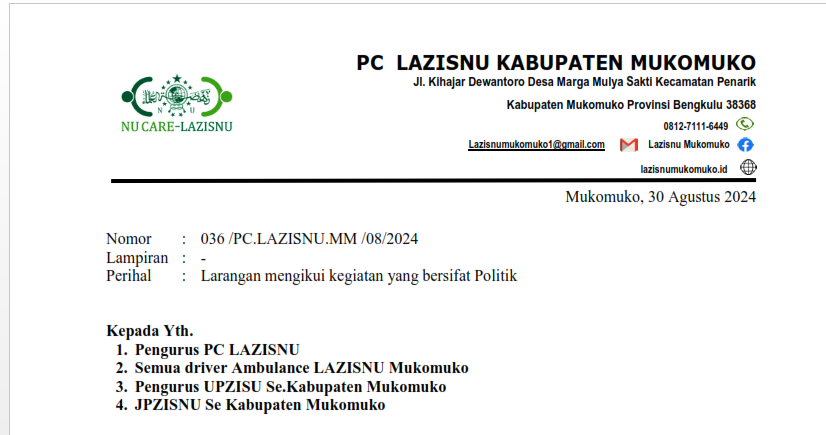 PC LAZISNU KABUPATEN MUKOMUKO
Jl. Kihajar Dewantoro Desa Marga Mulya Sakti Kecamatan Penarik
Kabupaten Mukomuko Provinsi Bengkulu 38368
0812-7111-6449
Lazisnumukomuko1@gmail.com Lazisnu Mukomuko
lazisnumukomuko.id
N U
NU CARE-LAZISNU
Mukomuko, 30 Agustus 2024
Nomor : 036 /PC.LAZISNU.MM /08/2024
Lampiran : -
Perihal : Larangan mengikui kegiatan yang bersifat Politik
Kepada Yth.
1. Pengurus PC LAZISNU
2. Semua driver Ambulance LAZISNU Mukomuko
3. Pengurus UPZISU Se.Kabupaten Mukomuko
4. JPZISNU Se Kabupaten Mukomuko